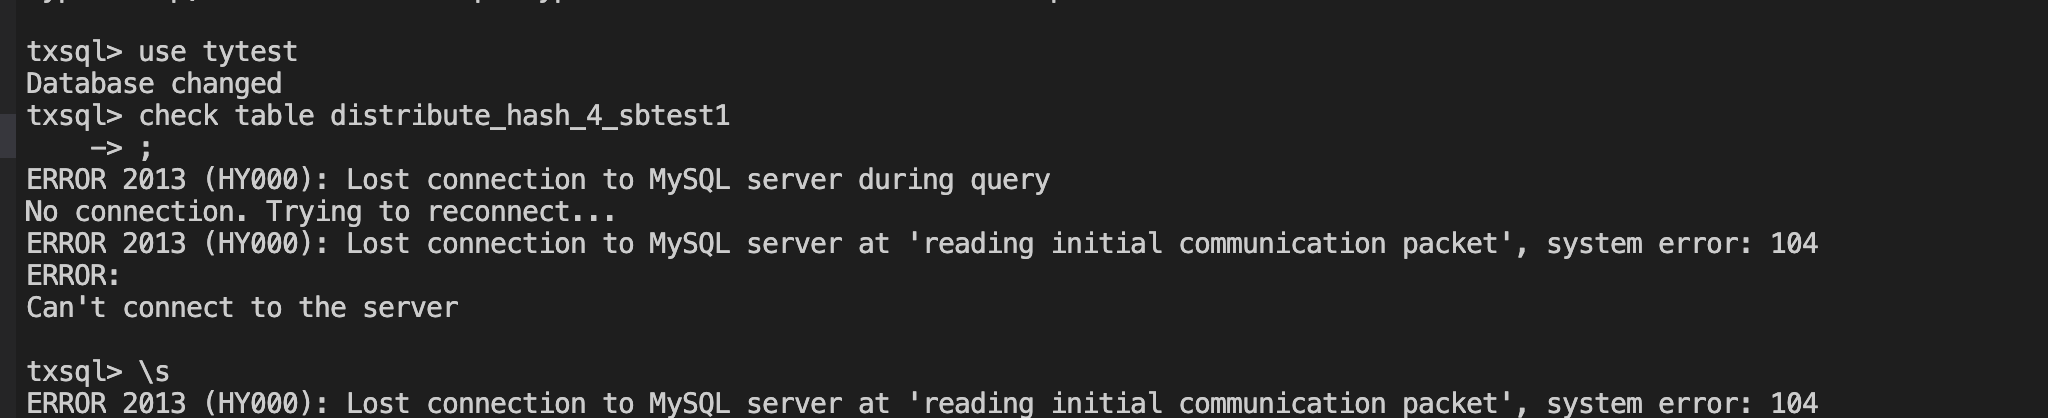 txsql> use tytest
Database changed
txsql> check table distribute_hash_4_sbtest1
    -> ;
ERROR 2013 (HY000): Lost connection to MySQL server during query
No connection. Trying to reconnect...
ERROR 2013 (HY000): Lost connection to MySQL server at 'reading initial communication packet', system error: 104
ERROR:
Can't connect to the server

txsql> \s
ERROR 2013 (HY000): Lost connection to MySQL server at 'reading initial communication packet', system error: 104